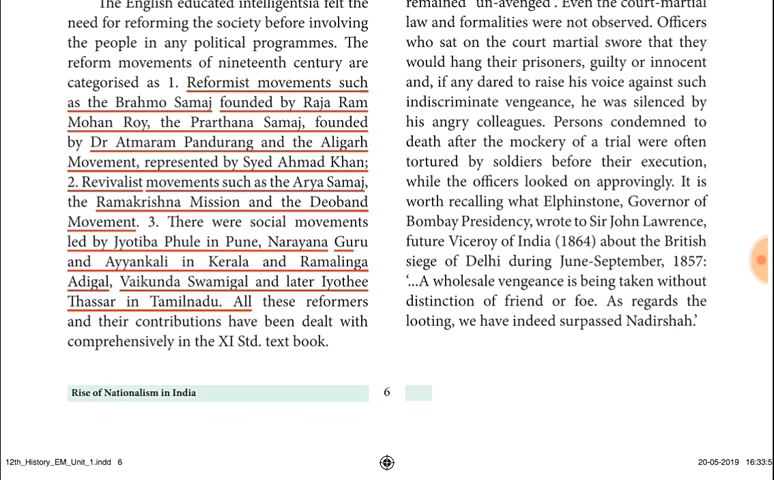 The English educated intelligentsia felt the
need for reforming the society before involving
the people in any political programmes. The
reform movements of nineteenth century are
categorised as 1. Reformist movements such
as the Brahmo Samaj founded by Raja Ram
Mohan Roy, the Prarthana Samaj, founded
by Dr Atmaram Pandurang and the Aligarh
Movement, represented by Syed Ahmad Khan;
2. Revivalist movements such as the Arya Samaj,
the Ramakrishna Mission and the Deoband
Movement. 3. There were social movements
led by Jyotiba Phule in Pune, Narayana Guru
and Ayyankali in Kerala and Ramalinga
Adigal, Vaikunda Swamigal and later Iyothee
Thassar in Tamilnadu. All these reformers
and their contributions have been dealt with
comprehensively in the XI Std. text book.
remained 'un-avenged'. Even the court-martial
law and formalities were not observed. Officers
who sat on the court martial swore that they
would hang their prisoners, guilty or innocent
and, if any dared to raise his voice against such
indiscriminate vengeance, he was silenced by
his angry colleagues. Persons condemned to
death after the mockery of a trial were often
tortured by soldiers before their execution,
while the officers looked on approvingly. It is
worth recalling what Elphinstone, Governor of
Bombay Presidency, wrote to Sir John Lawrence,
future Viceroy of India (1864) about the British
siege of Delhi during June-September, 1857:
‘...A wholesale vengeance is being taken without
distinction of friend or foe. As regards the
looting, we have indeed surpassed Nadirshah.’
Rise of Nationalism in India
6
12th_History_EM_Unit_1.indd 6
20-05-2019 16:33:5